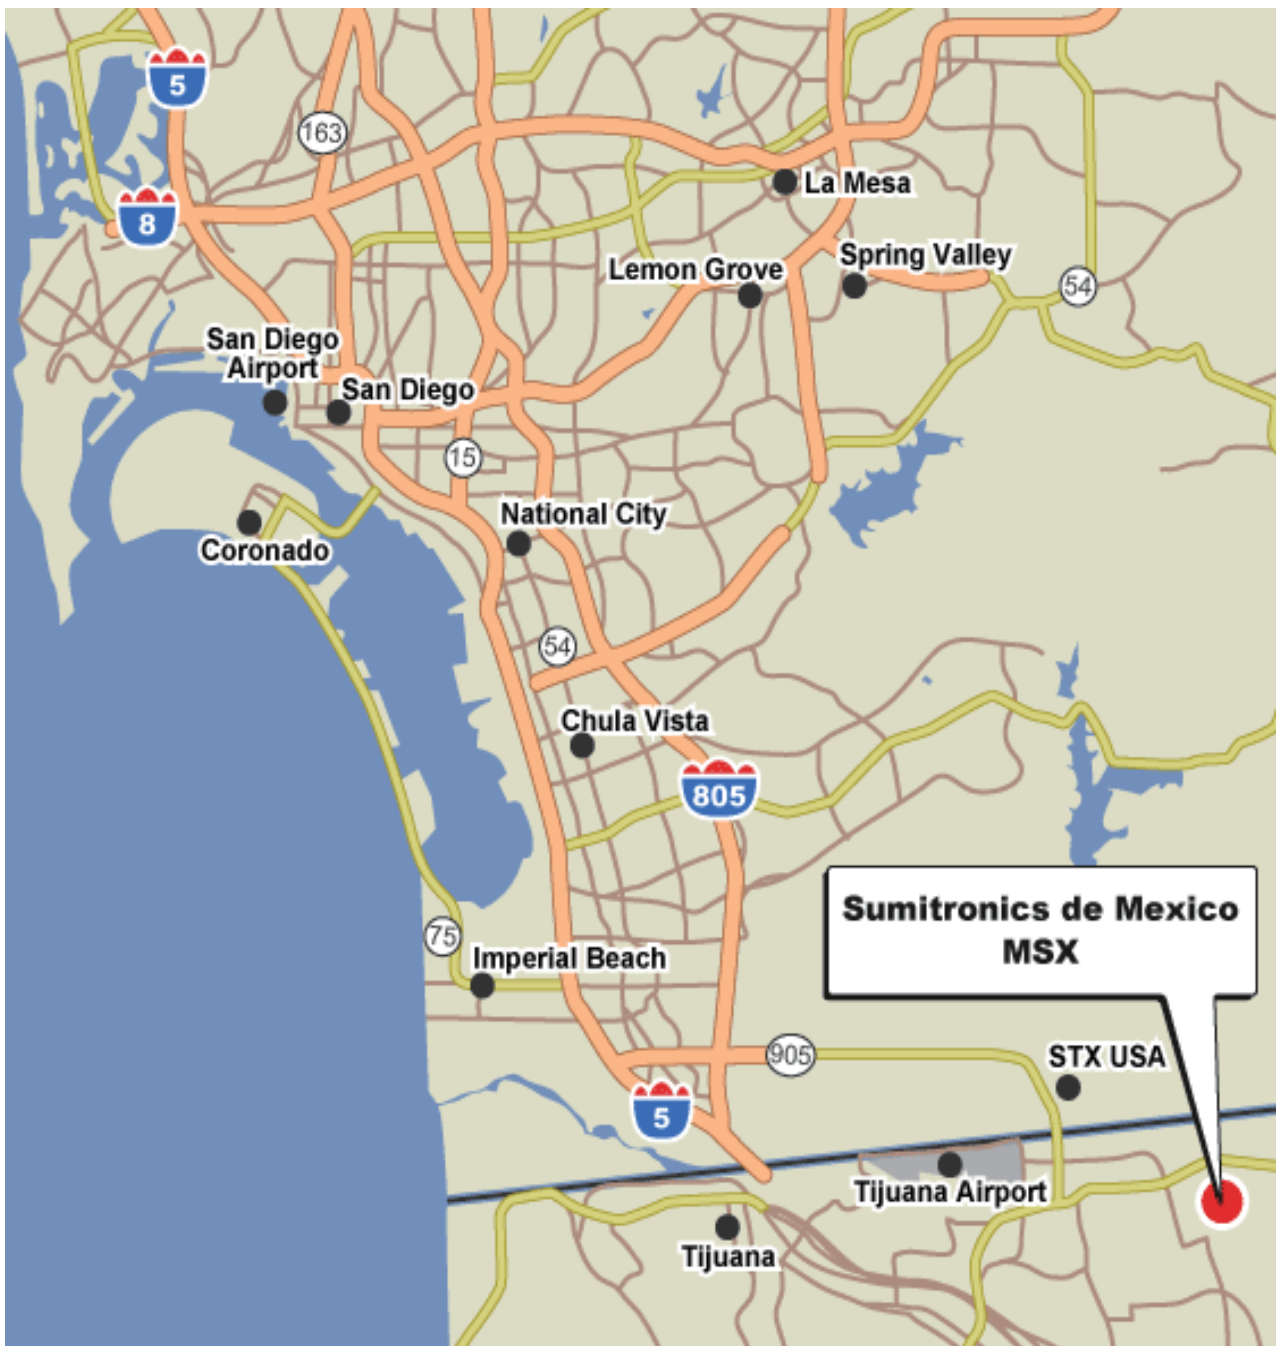 5
163
8
La Mesa
Spring Valley
Lemon Grove
54
San Diego
Airport
San Diego
15
National City
Coronado
54
Chula Vista
805
Sumitronics de Mexico
MSX
75
Imperial Beach
905
STX USA
5
Tijuana Airport
Tijuana